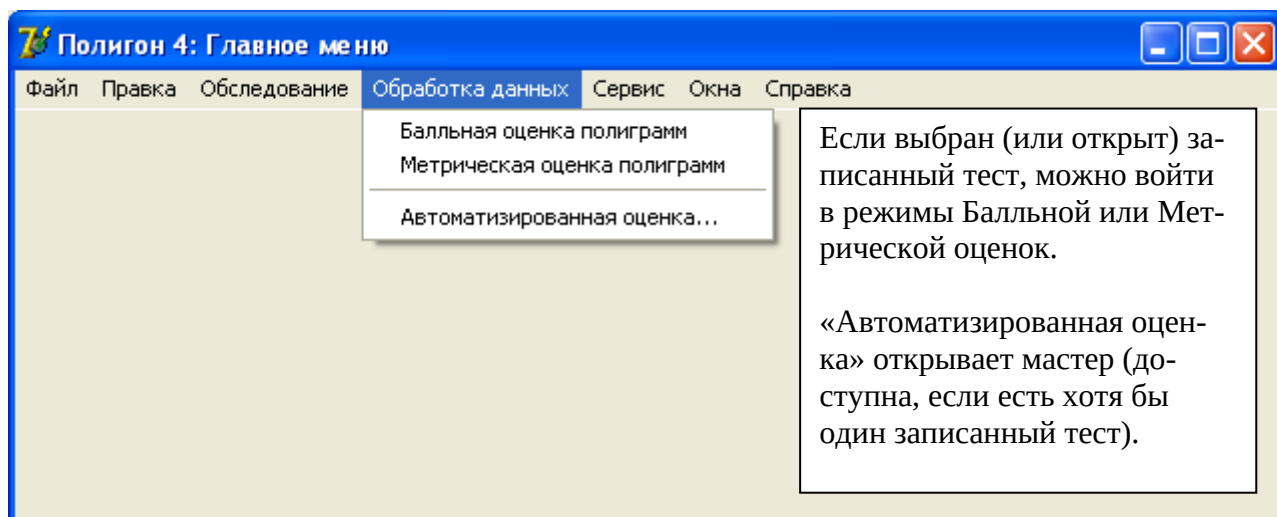 Полигон 4: Главное меню
Файл Правка Обследование Обработка данных Сервис Окна Справка
Балльная оценка полиграмм
Метрическая оценка полиграмм
Автоматизированная оценка...
Если выбран (или открыт) за-
писанный тест, можно войти
в режимы Балльной или Мет-
рической оценок.
«Автоматизированная оцен-
ка» открывает мастер (до-
ступна, если есть хотя бы
один записанный тест).